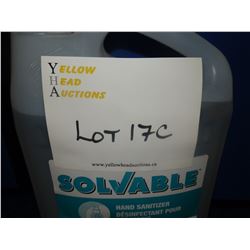 YELLOW
HEAD
AUCTIONS
LOT 17C
www.yellowheadauctions.ca
SOLVABLE
HAND SANITIZER
DÉSINFECTANT POUR